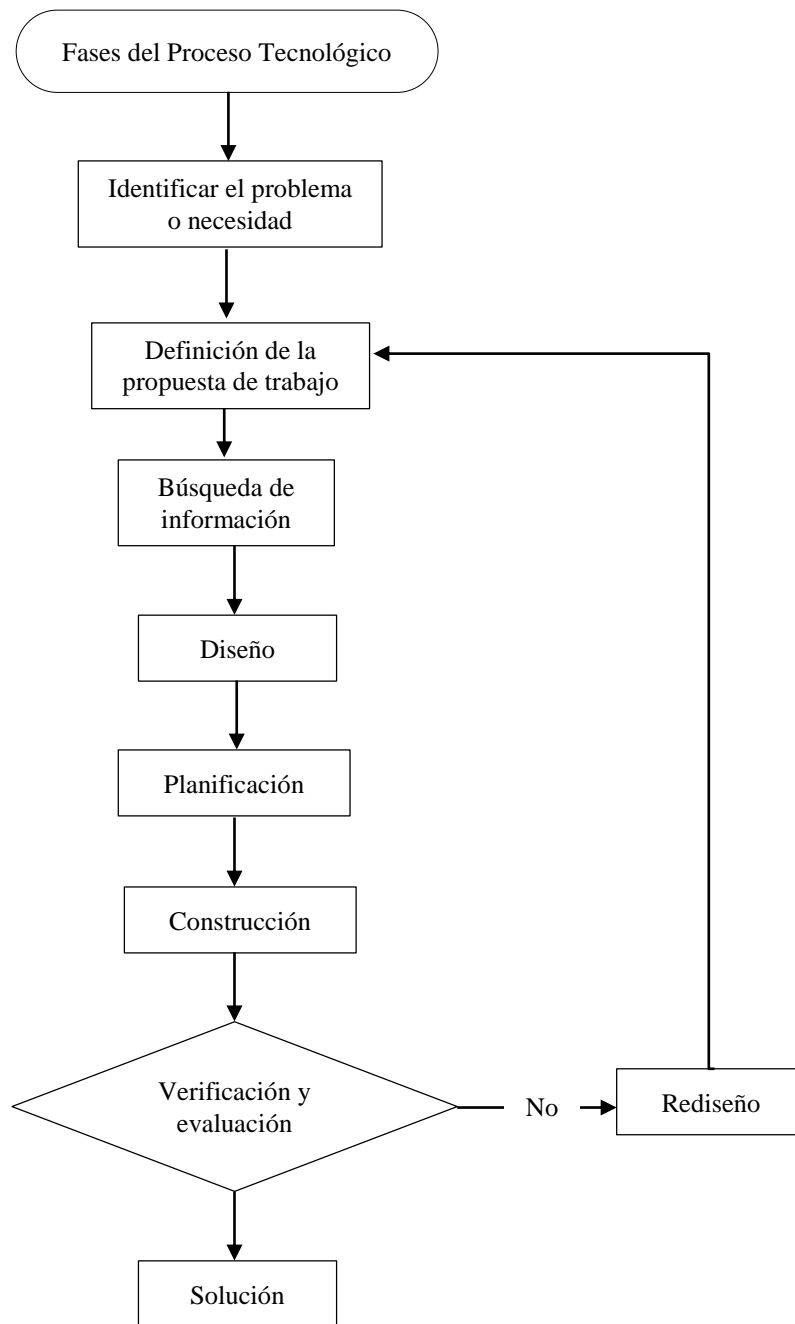 Fases del Proceso Tecnológico
Identificar el problema
o necesidad
Definición de la
propuesta de trabajo
Búsqueda de
información
Diseño
Planificación
Construcción
Verificación y
evaluación
No
Rediseño
Solución